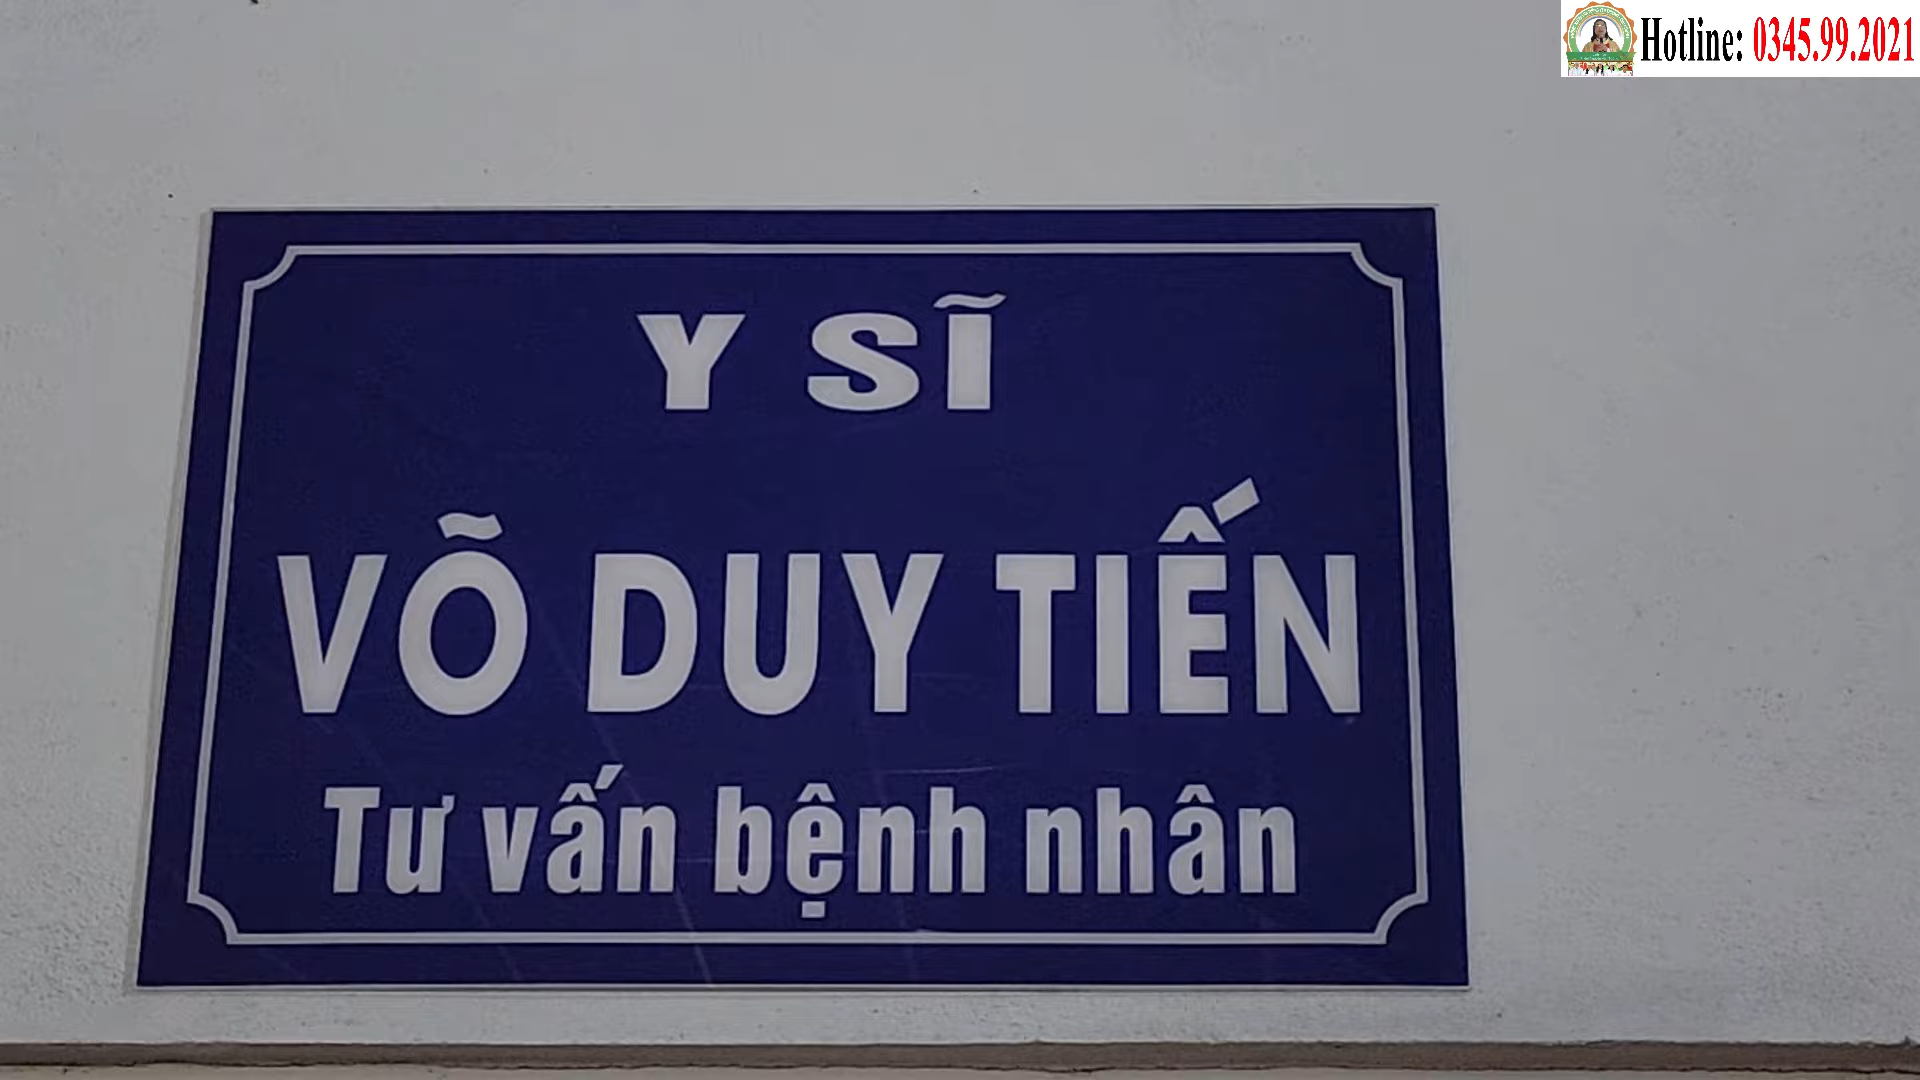 Hotline: 0345.99.2021
Y SĨ
VÕ DUY TIẾN
Tư vấn bệnh nhân